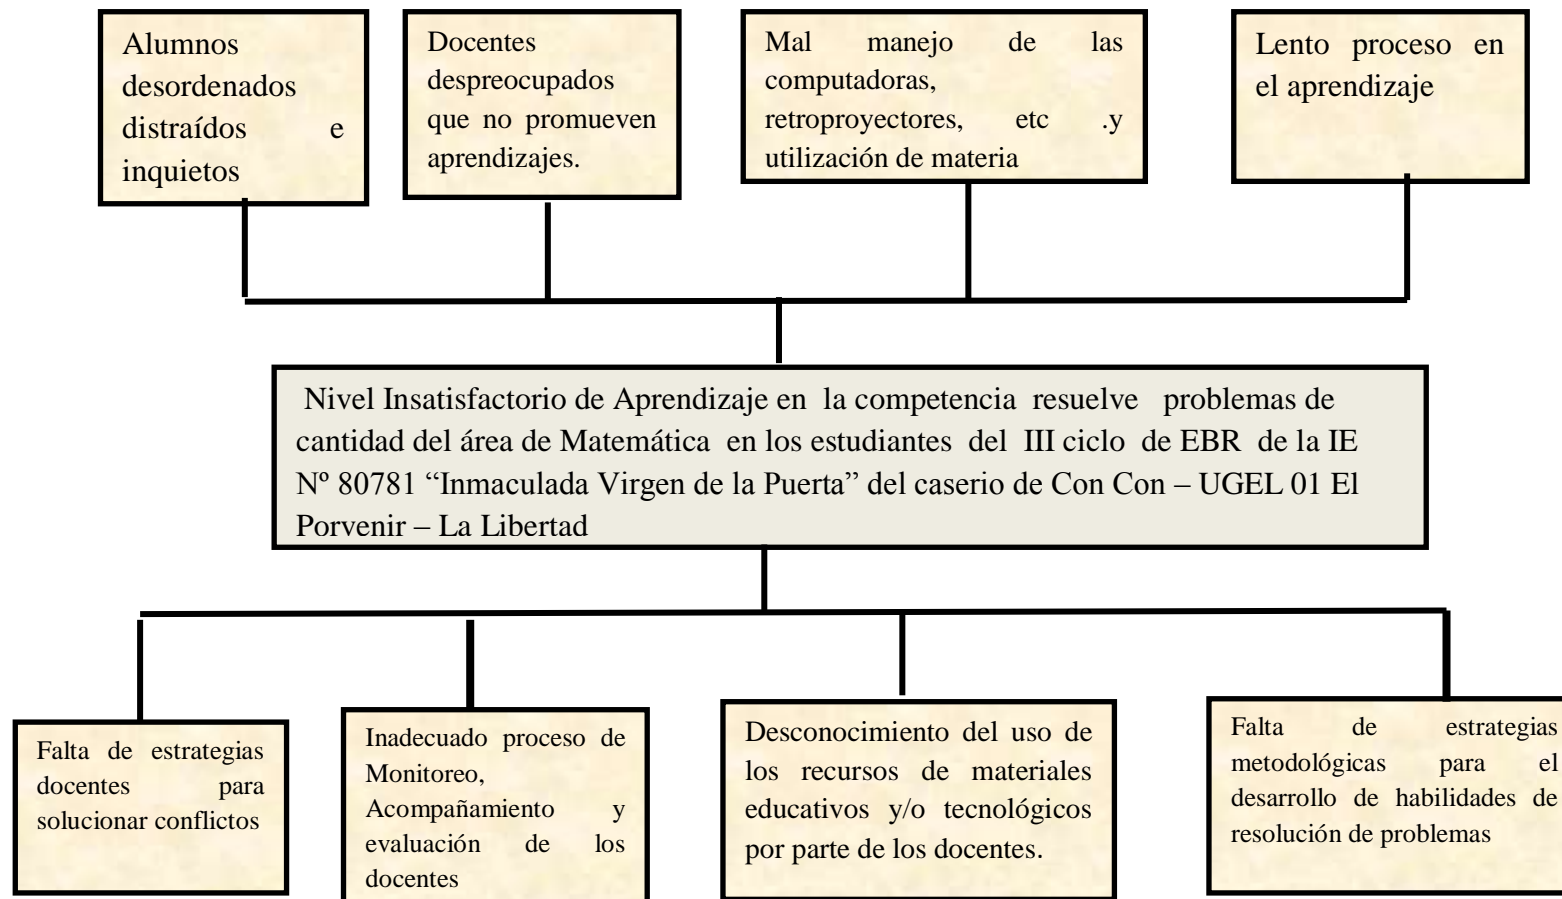 Alumnos
desordenados
distraídos e
inquietos
Docentes
despreocupados
que no promueven
aprendizajes.
Mal manejo de las
computadoras,
retroproyectores, etc .y
utilización de materia
Lento proceso en
el aprendizaje
Nivel Insatisfactorio de Aprendizaje en la competencia resuelve problemas de
cantidad del área de Matemática en los estudiantes del III ciclo de EBR de la IE
Nº 80781 “Inmaculada Virgen de la Puerta” del caserio de Con Con – UGEL 01 El
Porvenir – La Libertad
Falta de estrategias
docentes para
solucionar conflictos
Inadecuado proceso de
Monitoreo,
Acompañamiento y
evaluación de los
docentes
Desconocimiento del uso de
los recursos de materiales
educativos y/o tecnológicos
por parte de los docentes.
Falta de estrategias
metodológicas para el
desarrollo de habilidades de
resolución de problemas